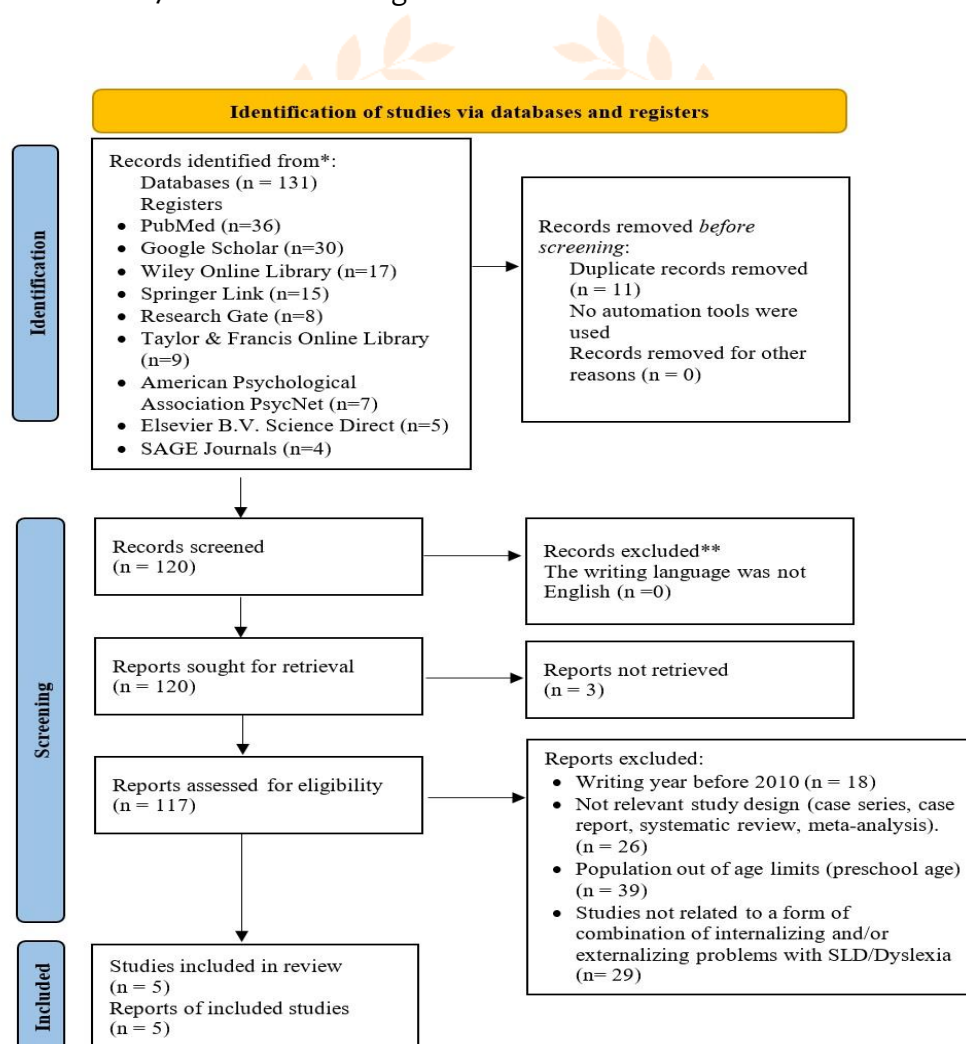 Identification of studies via databases and registers
Identification
Records identified from*:
Databases (n = 131)
Registers
• PubMed (n=36)
• Google Scholar (n=30)
• Wiley Online Library (n=17)
• Springer Link (n=15)
• Research Gate (n=8)
• Taylor & Francis Online Library
(n=9)
• American Psychological
Association PsycNet (n=7)
• Elsevier B.V. Science Direct (n=5)
• SAGE Journals (n=4)
Records removed before
screening:
Duplicate records removed
(n = 11)
No automation tools were
used
Records removed for other
reasons (n = 0)
Screening
Records screened
(n = 120)
Records excluded**
The writing language was not
English (n =0)
Reports sought for retrieval
(n = 120)
Reports not retrieved
(n = 3)
Reports assessed for eligibility
(n = 117)
Reports excluded:
• Writing year before 2010 (n = 18)
• Not relevant study design (case series, case
report, systematic review, meta-analysis).
(n = 26)
• Population out of age limits (preschool age)
(n = 39)
• Studies not related to a form of
combination of internalizing and/or
externalizing problems with SLD/Dyslexia
(n= 29)
Included
Studies included in review
(n = 5)
Reports of included studies
(n = 5)